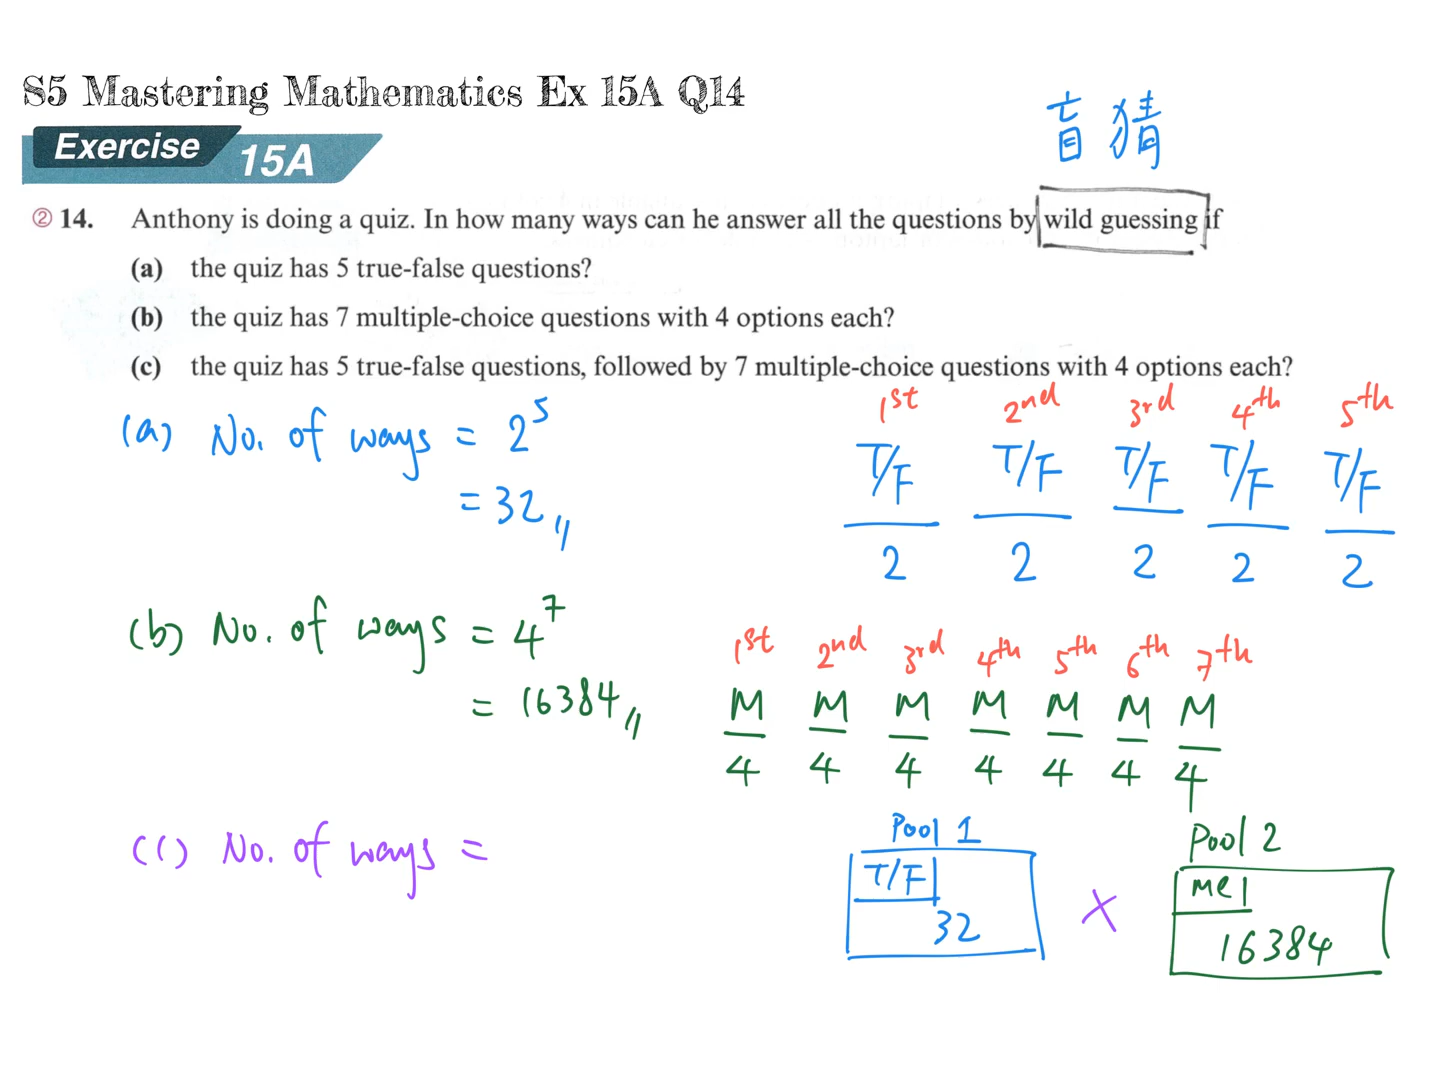 S5 Mastering Mathematics Ex 15A Q14
盲猜
Exercise 15A
② 14. Anthony is doing a quiz. In how many ways can he answer all the questions by wild guessing if
(a) the quiz has 5 true-false questions?
(b) the quiz has 7 multiple-choice questions with 4 options each?
(c) the quiz has 5 true-false questions, followed by 7 multiple-choice questions with 4 options each?
1st 2nd 3rd 4th 5th
(a) No. of ways = 2⁵
T/F T/F T/F T/F T/F
= 32
2 2 2 2 2
(b) No. of ways = 4⁷
1st 2nd 3rd 4th 5th 6th 7th
= 16384
M M M M M M M
4 4 4 4 4 4 4
Pool 1 Pool 2
(c) No. of ways =
T/F × MC
32 16384